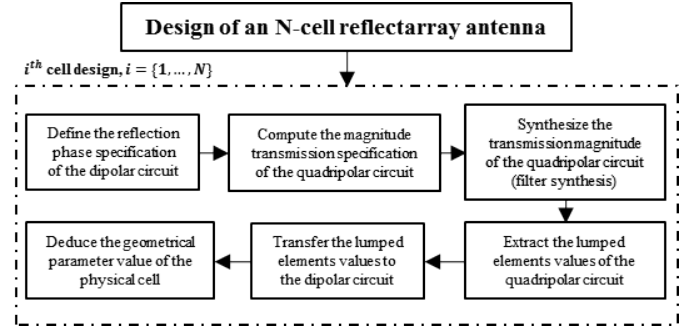 Design of an N-cell reflectarray antenna
i^th cell design, i = {1, ..., N}
Define the reflection
phase specification
of the dipolar circuit
Compute the magnitude
transmission specification
of the quadripolar circuit
Synthesize the
transmission magnitude
of the quadripolar circuit
(filter synthesis)
Deduce the geometrical
parameter value of the
physical cell
Transfer the lumped
elements values to
the dipolar circuit
Extract the lumped
elements values of the
quadripolar circuit